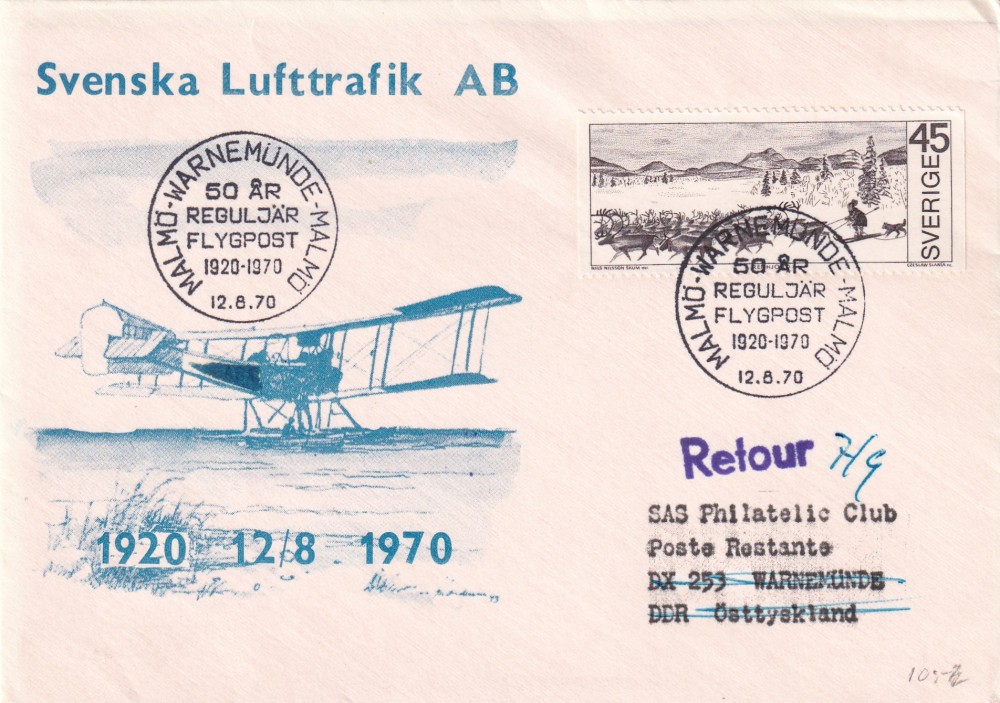 Svenska Lufttrafik AB
MALMÖ-WARNEMÜNDE-MALMÖ
50 ÅR
REGULJÄR
FLYGPOST
1920-1970
12.8.70
45
SVERIGE
MALMÖ-WARNEMÜNDE-MALMÖ
50 ÅR
REGULJÄR
FLYGPOST
1920-1970
12.8.70
Retour 7/9
SAS Philatelic Club
Poste Restante
DX 253 WARNEMÜNDE
DDR Östtyskland
1920 12/8 1970